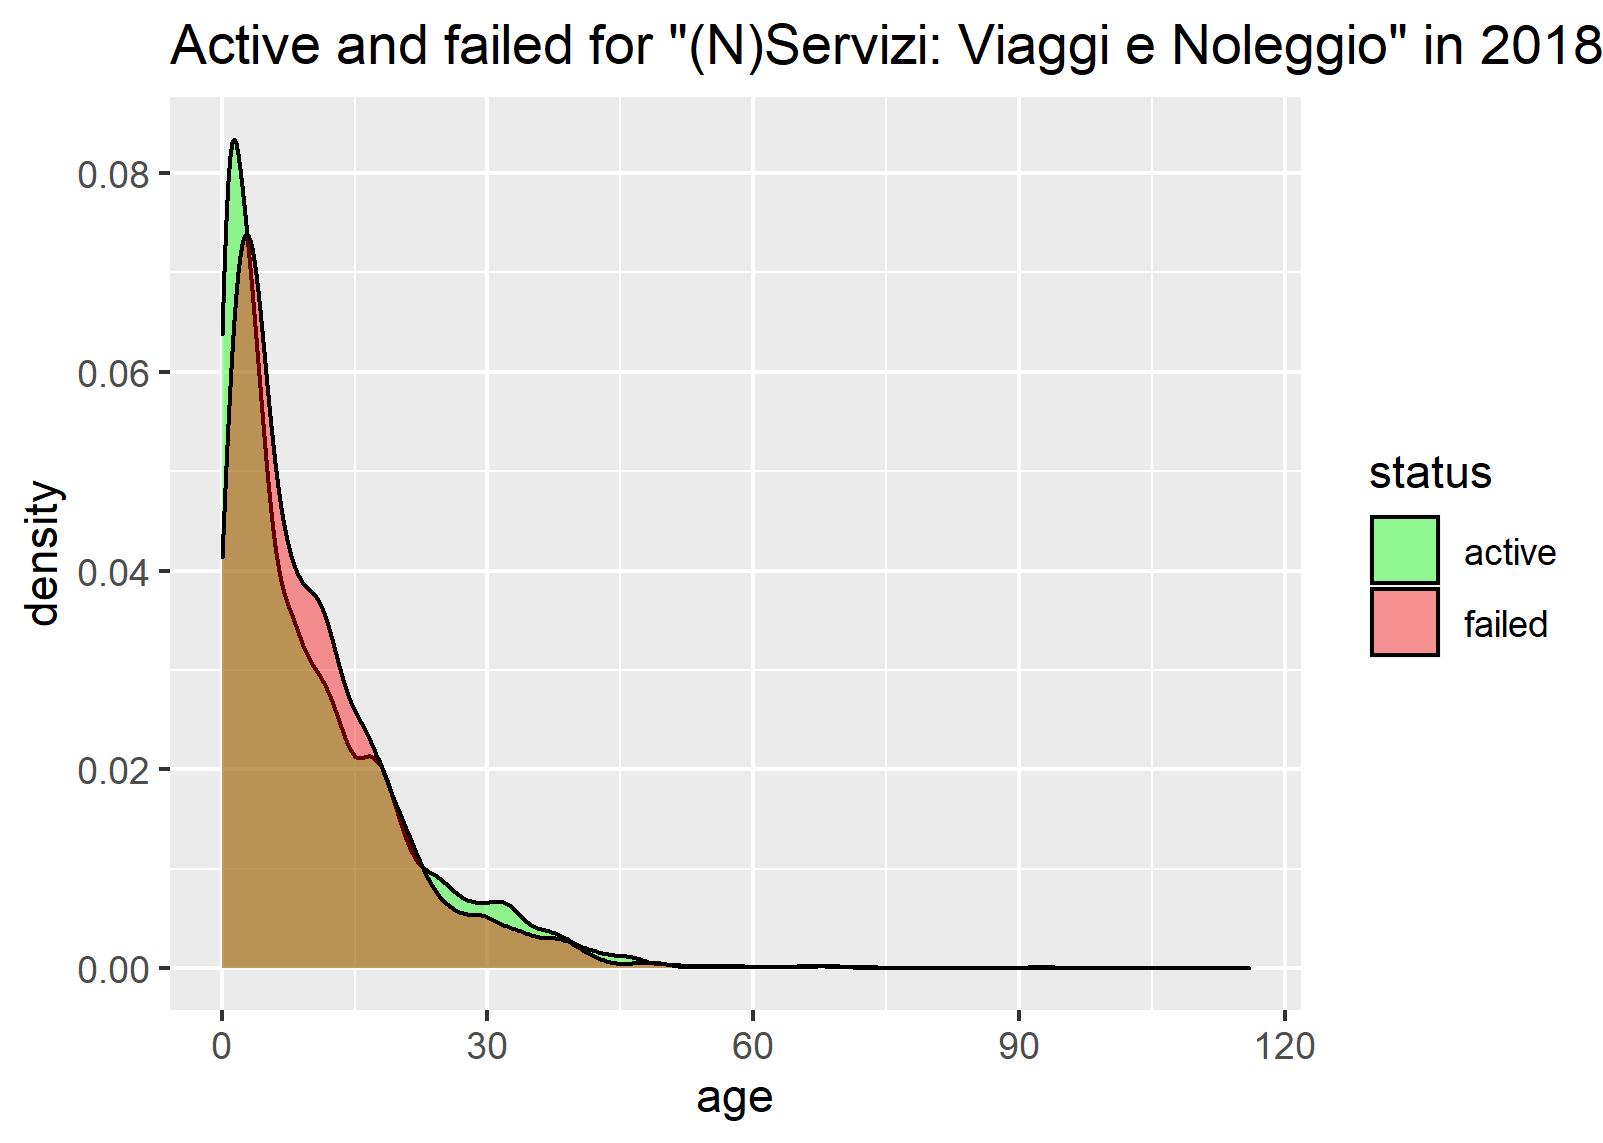 Active and failed for "(N)Servizi: Viaggi e Noleggio" in 2018
0.08
0.06
0.04
0.02
0.00
density
0 30 60 90 120
age
status
active
failed